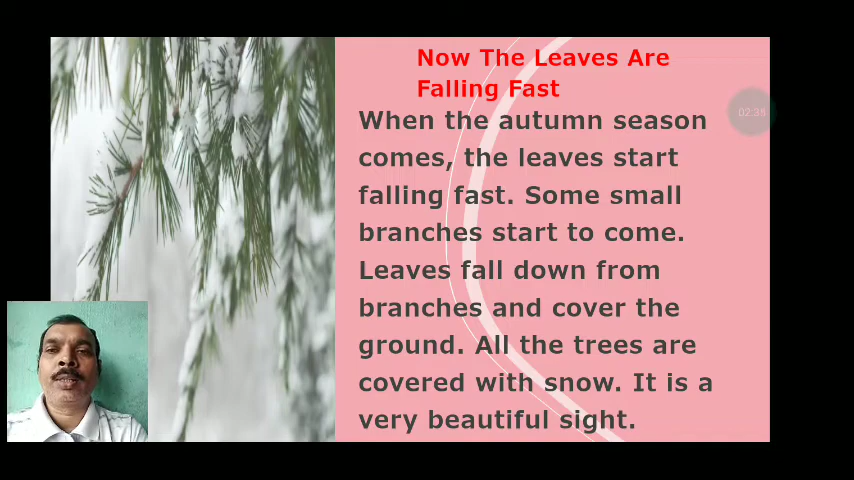 Now The Leaves Are
Falling Fast
When the autumn season
comes, the leaves start
falling fast. Some small
branches start to come.
Leaves fall down from
branches and cover the
ground. All the trees are
covered with snow. It is a
very beautiful sight.
02:38